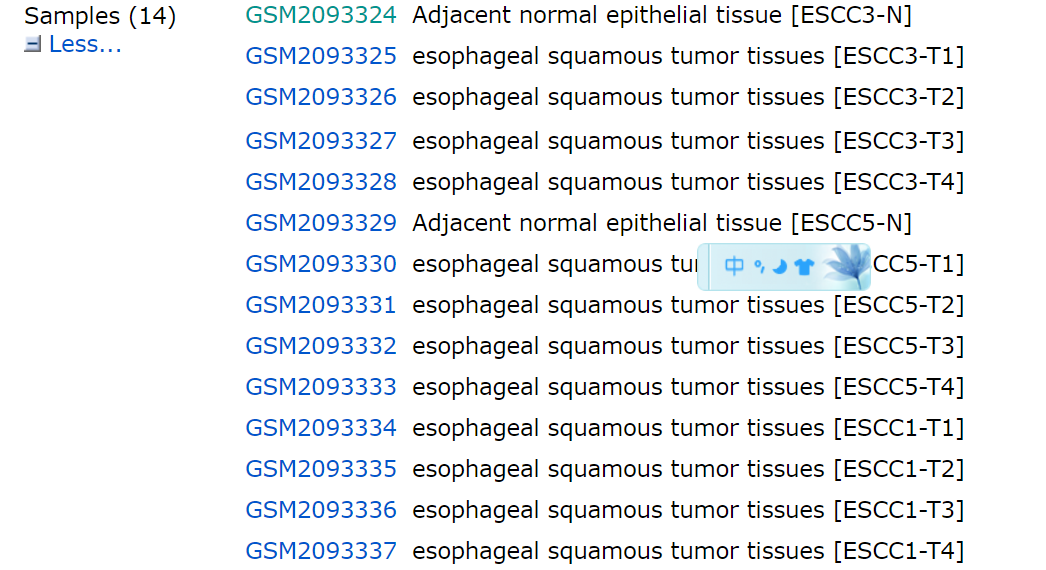 Samples (14)
Less...
GSM2093324 Adjacent normal epithelial tissue [ESCC3-N]
GSM2093325 esophageal squamous tumor tissues [ESCC3-T1]
GSM2093326 esophageal squamous tumor tissues [ESCC3-T2]
GSM2093327 esophageal squamous tumor tissues [ESCC3-T3]
GSM2093328 esophageal squamous tumor tissues [ESCC3-T4]
GSM2093329 Adjacent normal epithelial tissue [ESCC5-N]
GSM2093330 esophageal squamous 中 CC5-T1]
GSM2093331 esophageal squamous tumor tissues [ESCC5-T2]
GSM2093332 esophageal squamous tumor tissues [ESCC5-T3]
GSM2093333 esophageal squamous tumor tissues [ESCC5-T4]
GSM2093334 esophageal squamous tumor tissues [ESCC1-T1]
GSM2093335 esophageal squamous tumor tissues [ESCC1-T2]
GSM2093336 esophageal squamous tumor tissues [ESCC1-T3]
GSM2093337 esophageal squamous tumor tissues [ESCC1-T4]